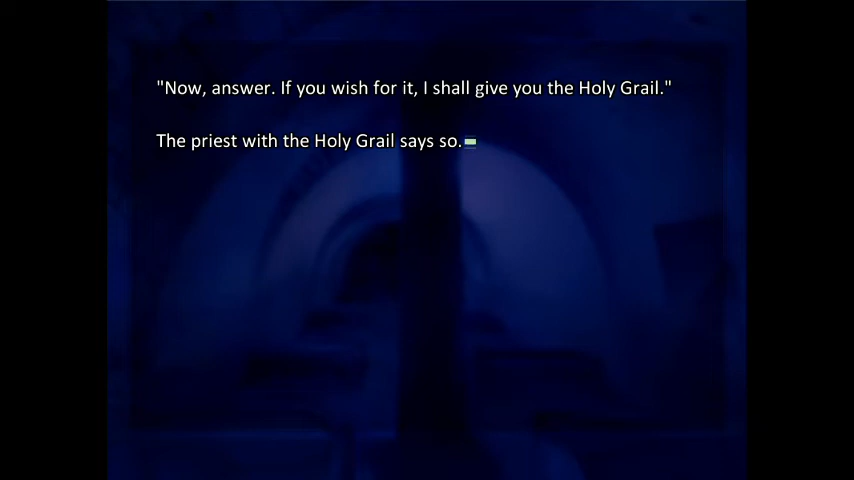 "Now, answer. If you wish for it, I shall give you the Holy Grail."
The priest with the Holy Grail says so.